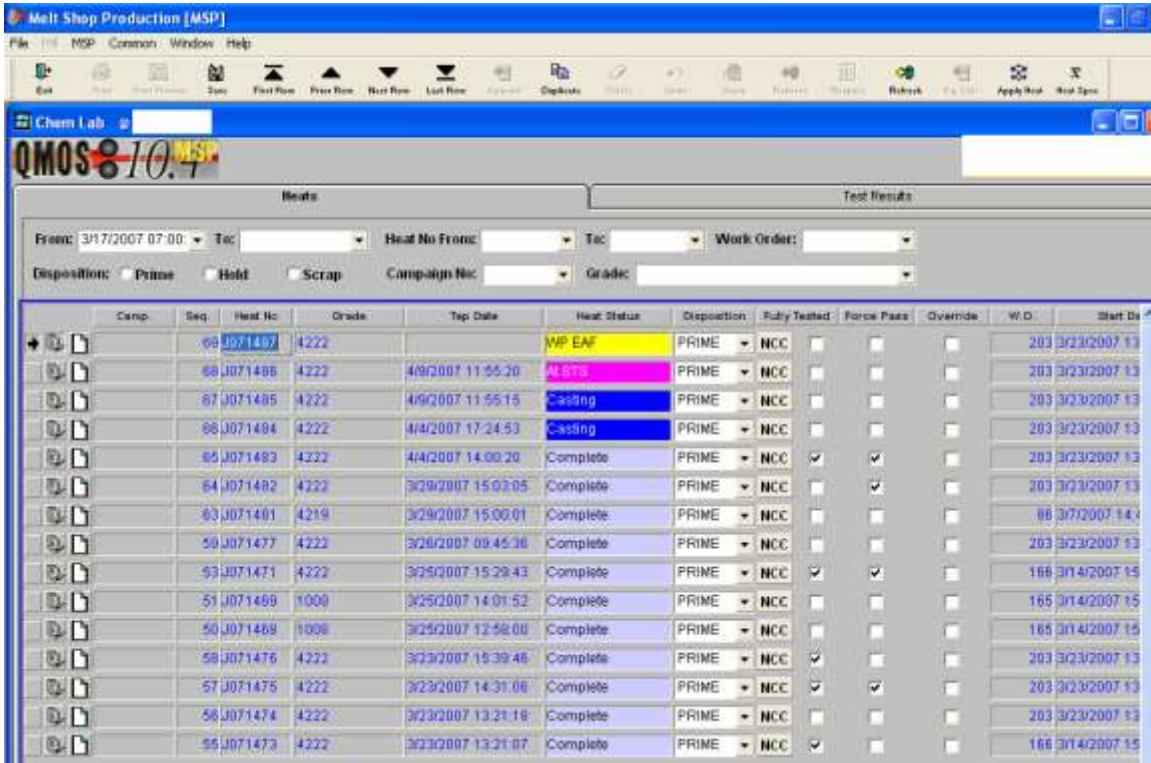 Melt Shop Production [MSP]
File MSP Common Window Help
Exit Sync First Row Prior Row Next Row Last Row Duplicate Refresh Apply Heat Heat Spec
Chem Lab
QMOS 10.4 MSP
Heats Test Results
From: 3/17/2007 07:00: To: Heat No From: To: Work Order:
Disposition: Prime Hold Scrap Campaign No: Grade:
Camp. Seq. Heat No Grade Tap Date Heat Status Disposition Fully Tested Force Pass Override W.O. Start Da
69 J071487 4222 WP EAF PRIME NCC 203 3/23/2007 13
68 J071486 4222 4/9/2007 11:55:20 At STS PRIME NCC 203 3/23/2007 13
67 J071485 4222 4/9/2007 11:55:15 Casting PRIME NCC 203 3/23/2007 13
66 J071484 4222 4/4/2007 17:24:53 Casting PRIME NCC 203 3/23/2007 13
65 J071483 4222 4/4/2007 14:00:20 Complete PRIME NCC 203 3/23/2007 13
64 J071482 4222 3/29/2007 15:03:05 Complete PRIME NCC 203 3/23/2007 13
63 J071481 4219 3/29/2007 15:00:01 Complete PRIME NCC 86 3/7/2007 14:4
59 J071477 4222 3/26/2007 09:45:36 Complete PRIME NCC 203 3/23/2007 13
53 J071471 4222 3/25/2007 15:29:43 Complete PRIME NCC 166 3/14/2007 15
51 J071469 1008 3/25/2007 14:01:52 Complete PRIME NCC 165 3/14/2007 15
50 J071468 1008 3/25/2007 12:58:00 Complete PRIME NCC 165 3/14/2007 15
58 J071476 4222 3/23/2007 15:39:46 Complete PRIME NCC 203 3/23/2007 13
57 J071475 4222 3/23/2007 14:31:06 Complete PRIME NCC 203 3/23/2007 13
56 J071474 4222 3/23/2007 13:21:18 Complete PRIME NCC 203 3/23/2007 13
55 J071473 4222 3/23/2007 13:21:07 Complete PRIME NCC 166 3/14/2007 15